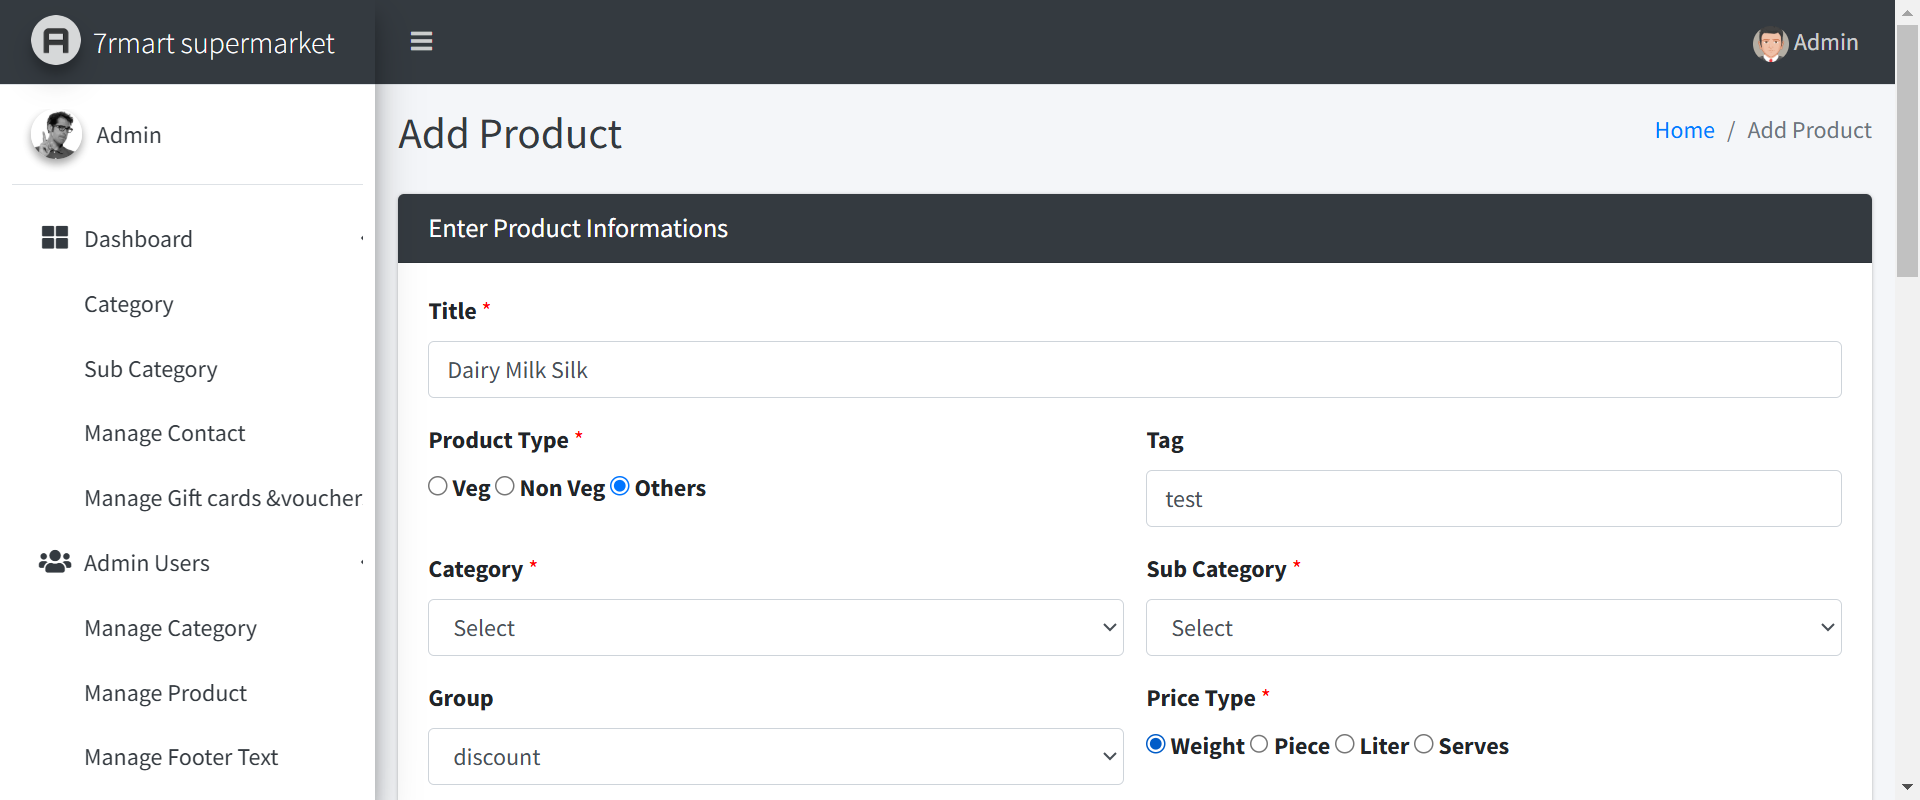 7rmart supermarket
Admin
Admin
Dashboard
Category
Sub Category
Manage Contact
Manage Gift cards &voucher
Admin Users
Manage Category
Manage Product
Manage Footer Text
Add Product
Home / Add Product
Enter Product Informations
Title *
Dairy Milk Silk
Product Type *
Veg Non Veg Others
Tag
test
Category *
Select
Sub Category *
Select
Group
discount
Price Type *
Weight Piece Liter Serves